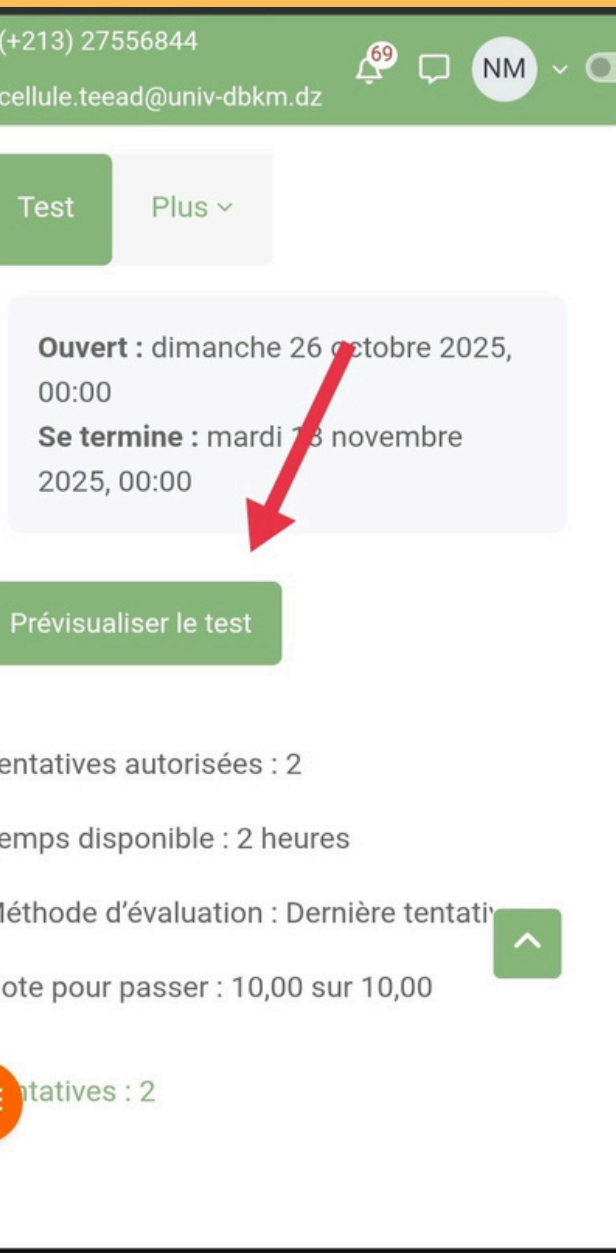 (+213) 27556844
69
NM
cellule.teead@univ-dbkm.dz
Test
Plus
Ouvert : dimanche 26 octobre 2025,
00:00
Se termine : mardi novembre
2025, 00:00
Prévisualiser le test
entatives autorisées : 2
emps disponible : 2 heures
léthode d'évaluation : Dernière tentativ
ote pour passer : 10,00 sur 10,00
ntatives : 2